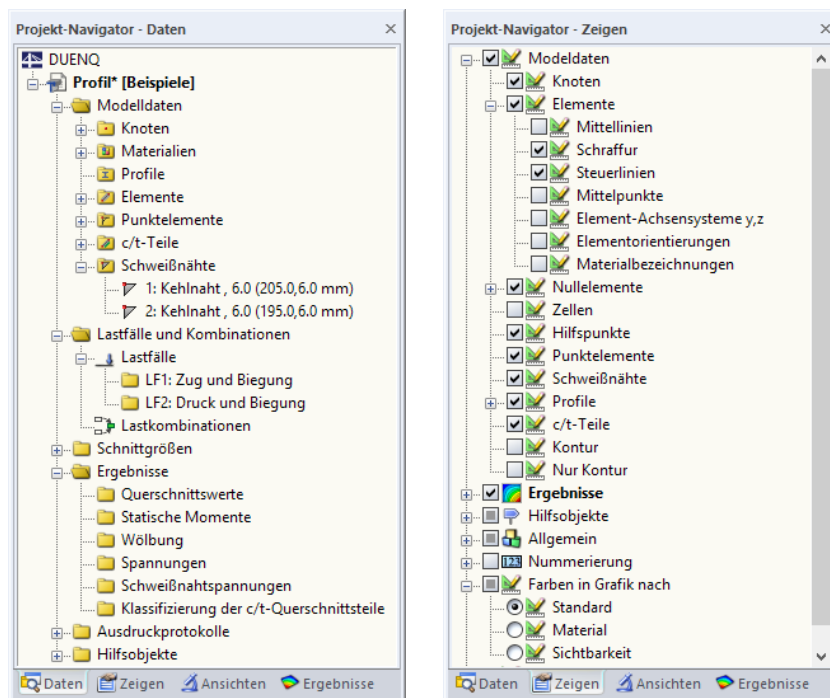 Projekt-Navigator - Daten
DUENQ
Profil* [Beispiele]
Modelldaten
Knoten
Materialien
Profile
Elemente
Punktelemente
c/t-Teile
Schweißnähte
1: Kehlnaht , 6.0 (205.0,6.0 mm)
2: Kehlnaht , 6.0 (195.0,6.0 mm)
Lastfälle und Kombinationen
Lastfälle
LF1: Zug und Biegung
LF2: Druck und Biegung
Lastkombinationen
Schnittgrößen
Ergebnisse
Querschnittswerte
Statische Momente
Wölbung
Spannungen
Schweißnahtspannungen
Klassifizierung der c/t-Querschnittsteile
Ausdruckprotokolle
Hilfsobjekte
Daten Zeigen Ansichten Ergebnisse
Projekt-Navigator - Zeigen
Modeldaten
Knoten
Elemente
Mittellinien
Schraffur
Steuerlinien
Mittelpunkte
Element-Achsensysteme y,z
Elementorientierungen
Materialbezeichnungen
Nullelemente
Zellen
Hilfspunkte
Punktelemente
Schweißnähte
Profile
c/t-Teile
Kontur
Nur Kontur
Ergebnisse
Hilfsobjekte
Allgemein
123 Nummerierung
Farben in Grafik nach
Standard
Material
Sichtbarkeit
Daten Zeigen Ansichten Ergebnisse